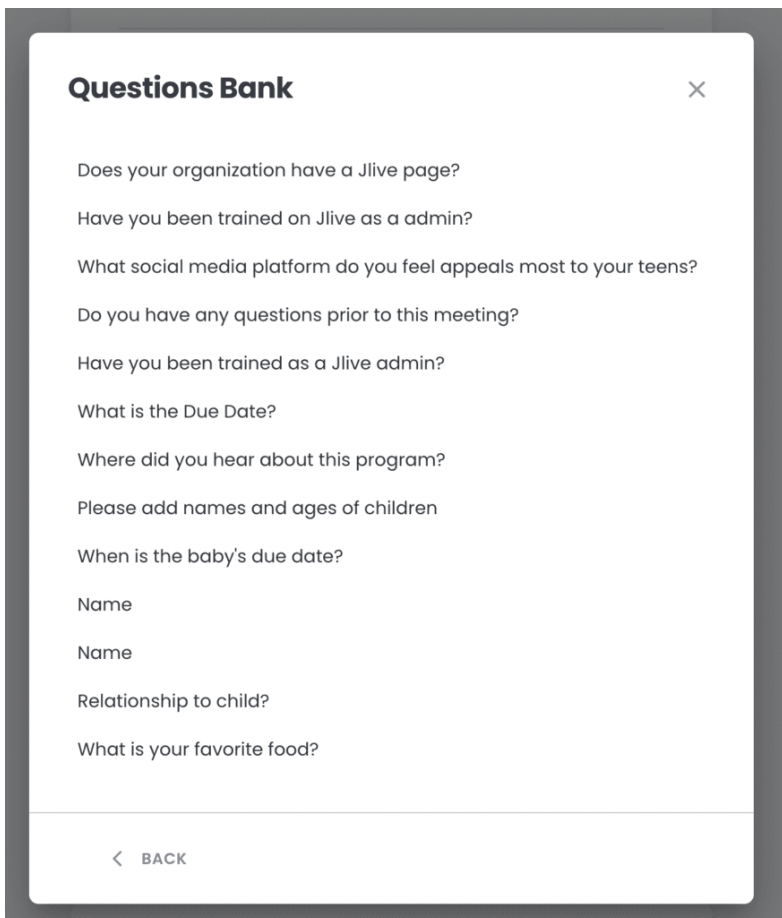 Questions Bank
Does your organization have a Jlive page?
Have you been trained on Jlive as a admin?
What social media platform do you feel appeals most to your teens?
Do you have any questions prior to this meeting?
Have you been trained as a Jlive admin?
What is the Due Date?
Where did you hear about this program?
Please add names and ages of children
When is the baby's due date?
Name
Name
Relationship to child?
What is your favorite food?
BACK